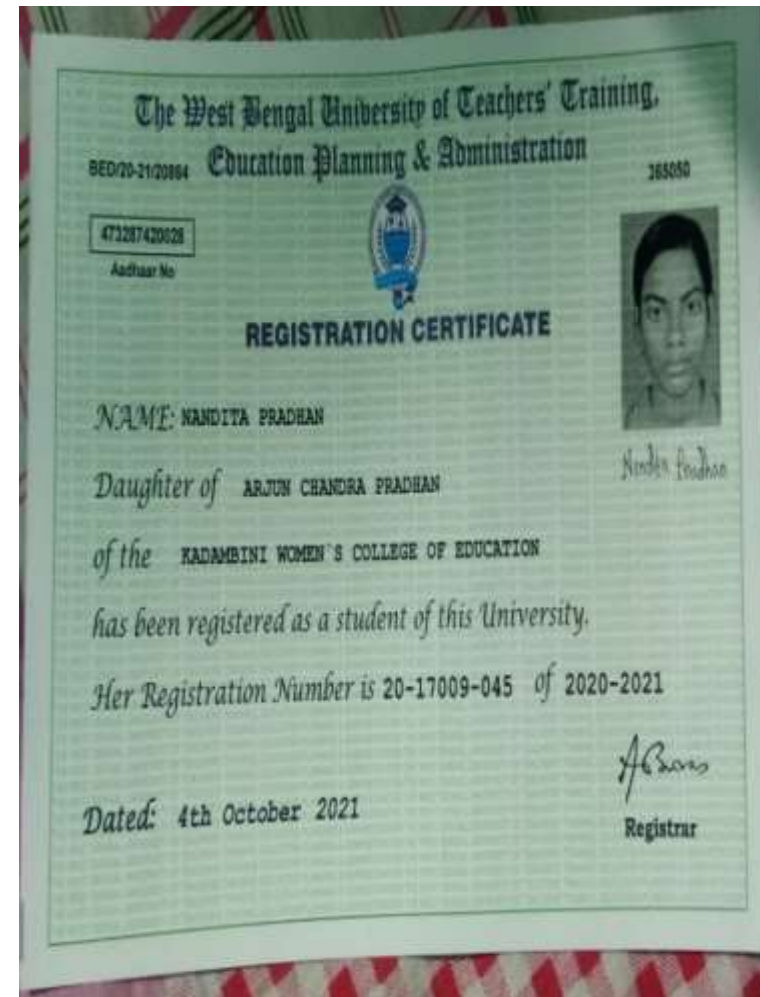 The West Bengal University of Teachers' Training,
Education Planning & Administration
BED/20-21/20864
365050
473287420028
Aadhaar No
REGISTRATION CERTIFICATE
NAME: NANDITA PRADHAN
Nandita Pradhan
Daughter of ARJUN CHANDRA PRADHAN
of the KADAMBINI WOMEN`S COLLEGE OF EDUCATION
has been registered as a student of this University.
Her Registration Number is 20-17009-045 of 2020-2021
Dated: 4th October 2021
Registrar